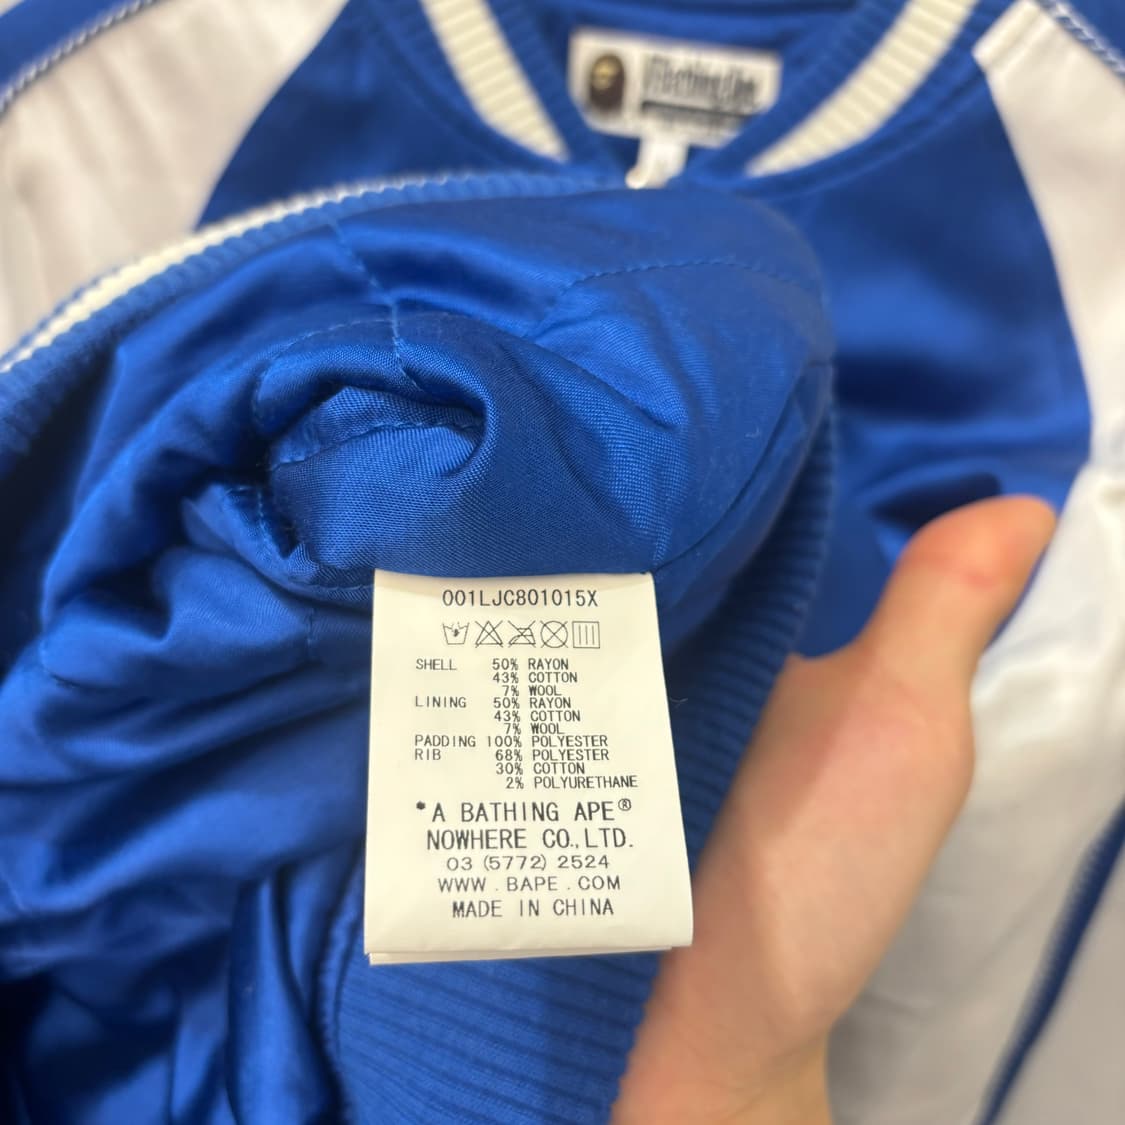 001LJC801015X
SHELL 50% RAYON
43% COTTON
7% WOOL
LINING 50% RAYON
43% COTTON
7% WOOL
PADDING 100% POLYESTER
RIB 68% POLYESTER
30% COTTON
2% POLYURETHANE
*A BATHING APE®
NOWHERE CO.,LTD.
03 (5772) 2524
WWW . BAPE . COM
MADE IN CHINA